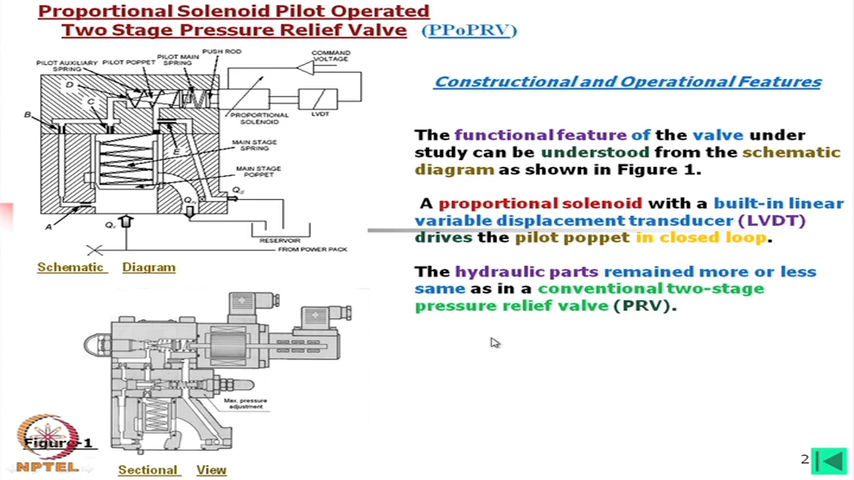 Proportional Solenoid Pilot Operated
Two Stage Pressure Relief Valve (PPoPRV)
PILOT AUXILIARY SPRING
PILOT POPPET
PILOT MAIN SPRING
PUSH ROD
COMMAND VOLTAGE
D
C
B
PROPORTIONAL SOLENOID
LVDT
E
MAIN STAGE SPRING
MAIN STAGE POPPET
A
RESERVOIR
FROM POWER PACK
Schematic Diagram
Max. pressure
adjustment
Figure-1
NPTEL
Sectional View
Constructional and Operational Features
The functional feature of the valve under
study can be understood from the schematic
diagram as shown in Figure 1.
A proportional solenoid with a built-in linear
variable displacement transducer (LVDT)
drives the pilot poppet in closed loop.
The hydraulic parts remained more or less
same as in a conventional two-stage
pressure relief valve (PRV).
2